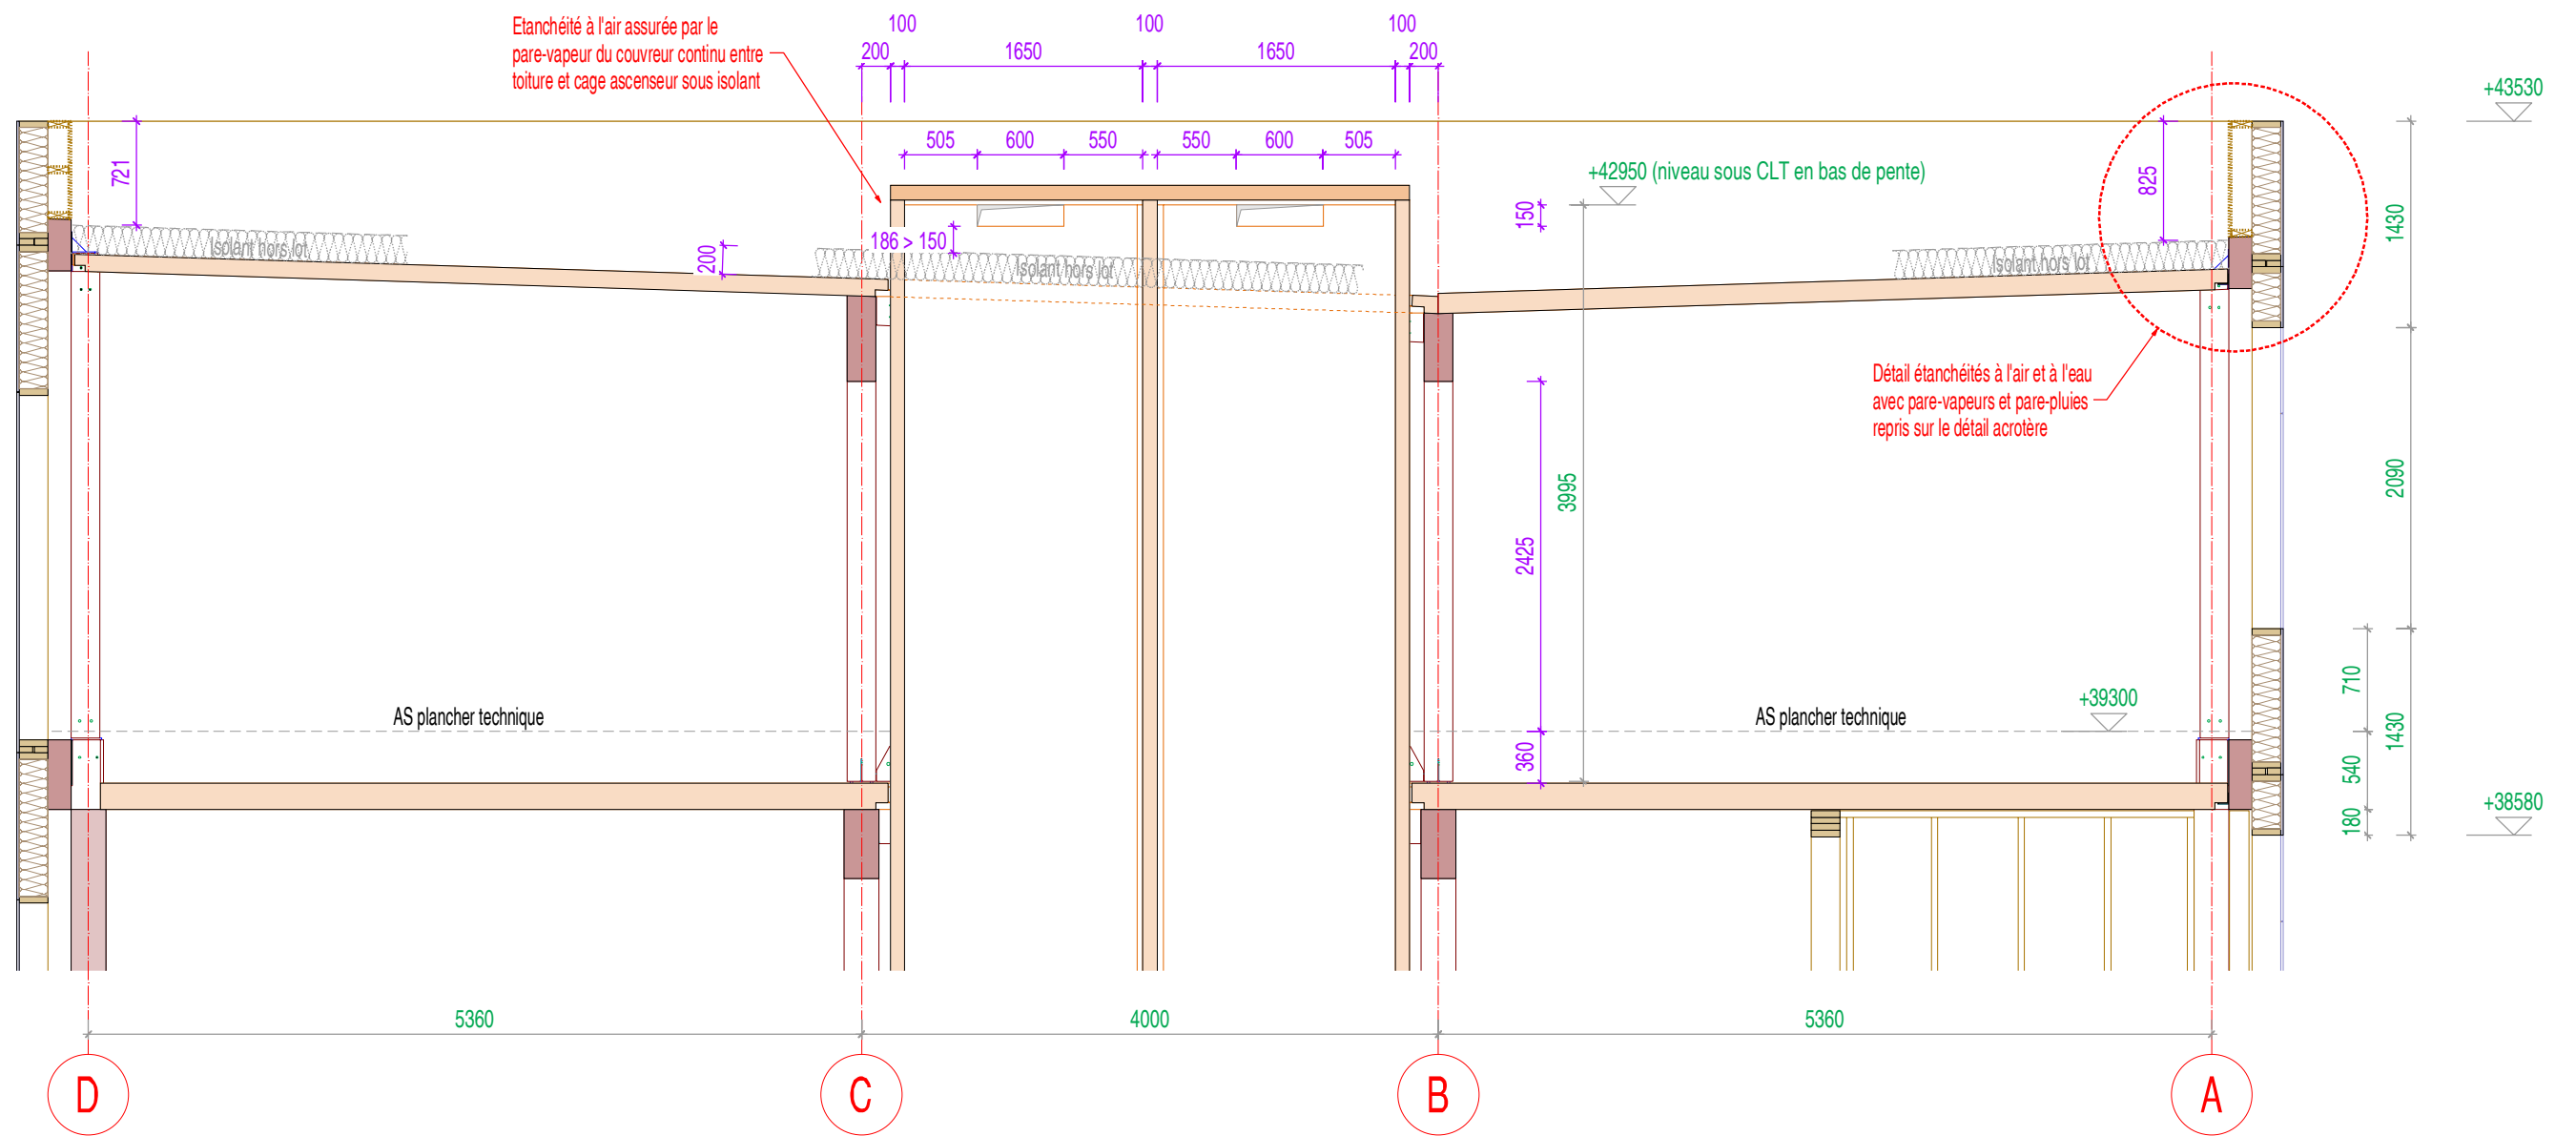 Etanchéité à l'air assurée par le
pare-vapeur du couvreur continu entre
toiture et cage ascenseur sous isolant
100
100
100
200
1650
1650
200
505
600
550
550
600
505
+43530
+42950 (niveau sous CLT en bas de pente)
721
825
150
1430
186 > 150
200
Isolant hors lot
Isolant hors lot
Isolant hors lot
Détail étanchéités à l'air et à l'eau
avec pare-vapeurs et pare-pluies
repris sur le détail acrotère
3995
2090
2425
AS plancher technique
AS plancher technique
+39300
710
360
540
1430
180
+38580
5360
4000
5360
D
C
B
A